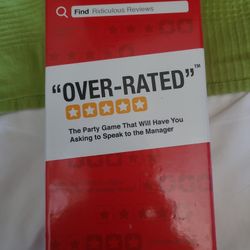 Find Ridiculous Reviews
"OVER-RATED"™
The Party Game That Will Have You
Asking to Speak to the Manager